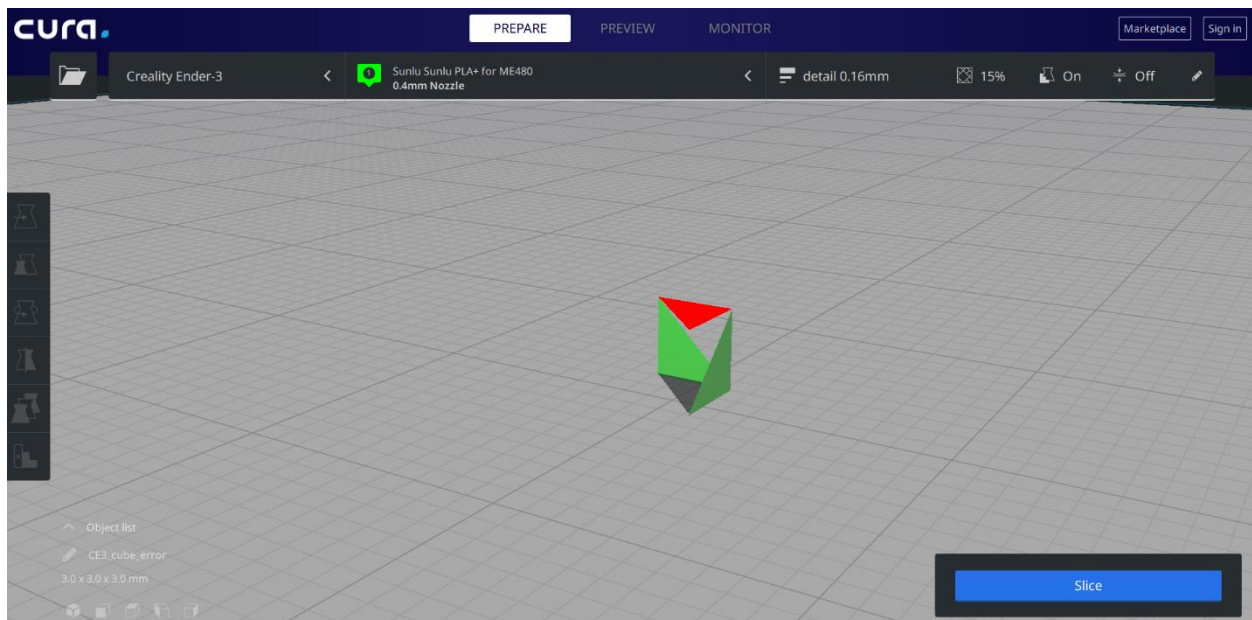 cura.
PREPARE
PREVIEW
MONITOR
Marketplace
Sign in
Creality Ender-3
1
Sunlu Sunlu PLA+ for ME480
0.4mm Nozzle
detail 0.16mm
15%
On
Off
Object list
CE3_cube_error
3.0 x 3.0 x 3.0 mm
Slice